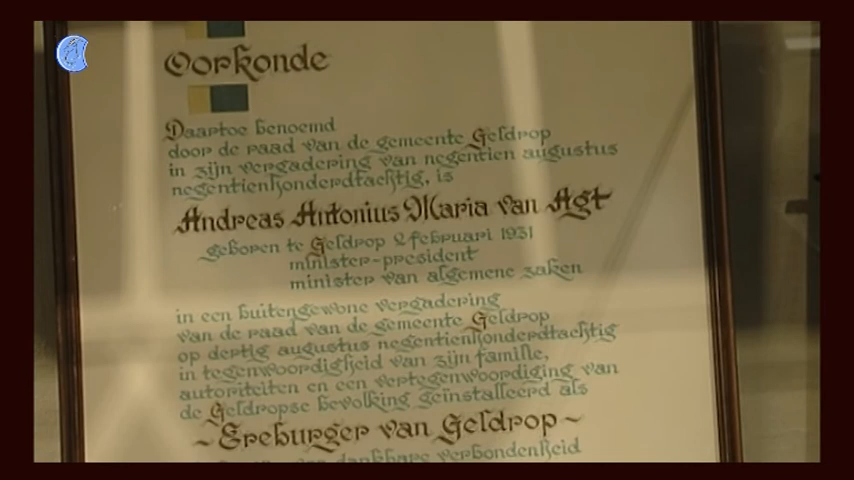 Oorkonde
Daartoe benoemd
door de raad van de gemeente Geldrop
in zijn vergadering van negentien augustus
negentienhonderdtachtig, is
Andreas Antonius Maria van Agt
geboren te Geldrop 2 februari 1931
minister-president
minister van algemene zaken
in een buitengewone vergadering
van de raad van de gemeente Geldrop
op dertig augustus negentienhonderdtachtig
in tegenwoordigheid van zijn familie,
autoriteiten en een vertegenwoordiging van
de Geldropse bevolking geïnstalleerd als
~ Ereburger van Geldrop ~
dankbare verbondenheid